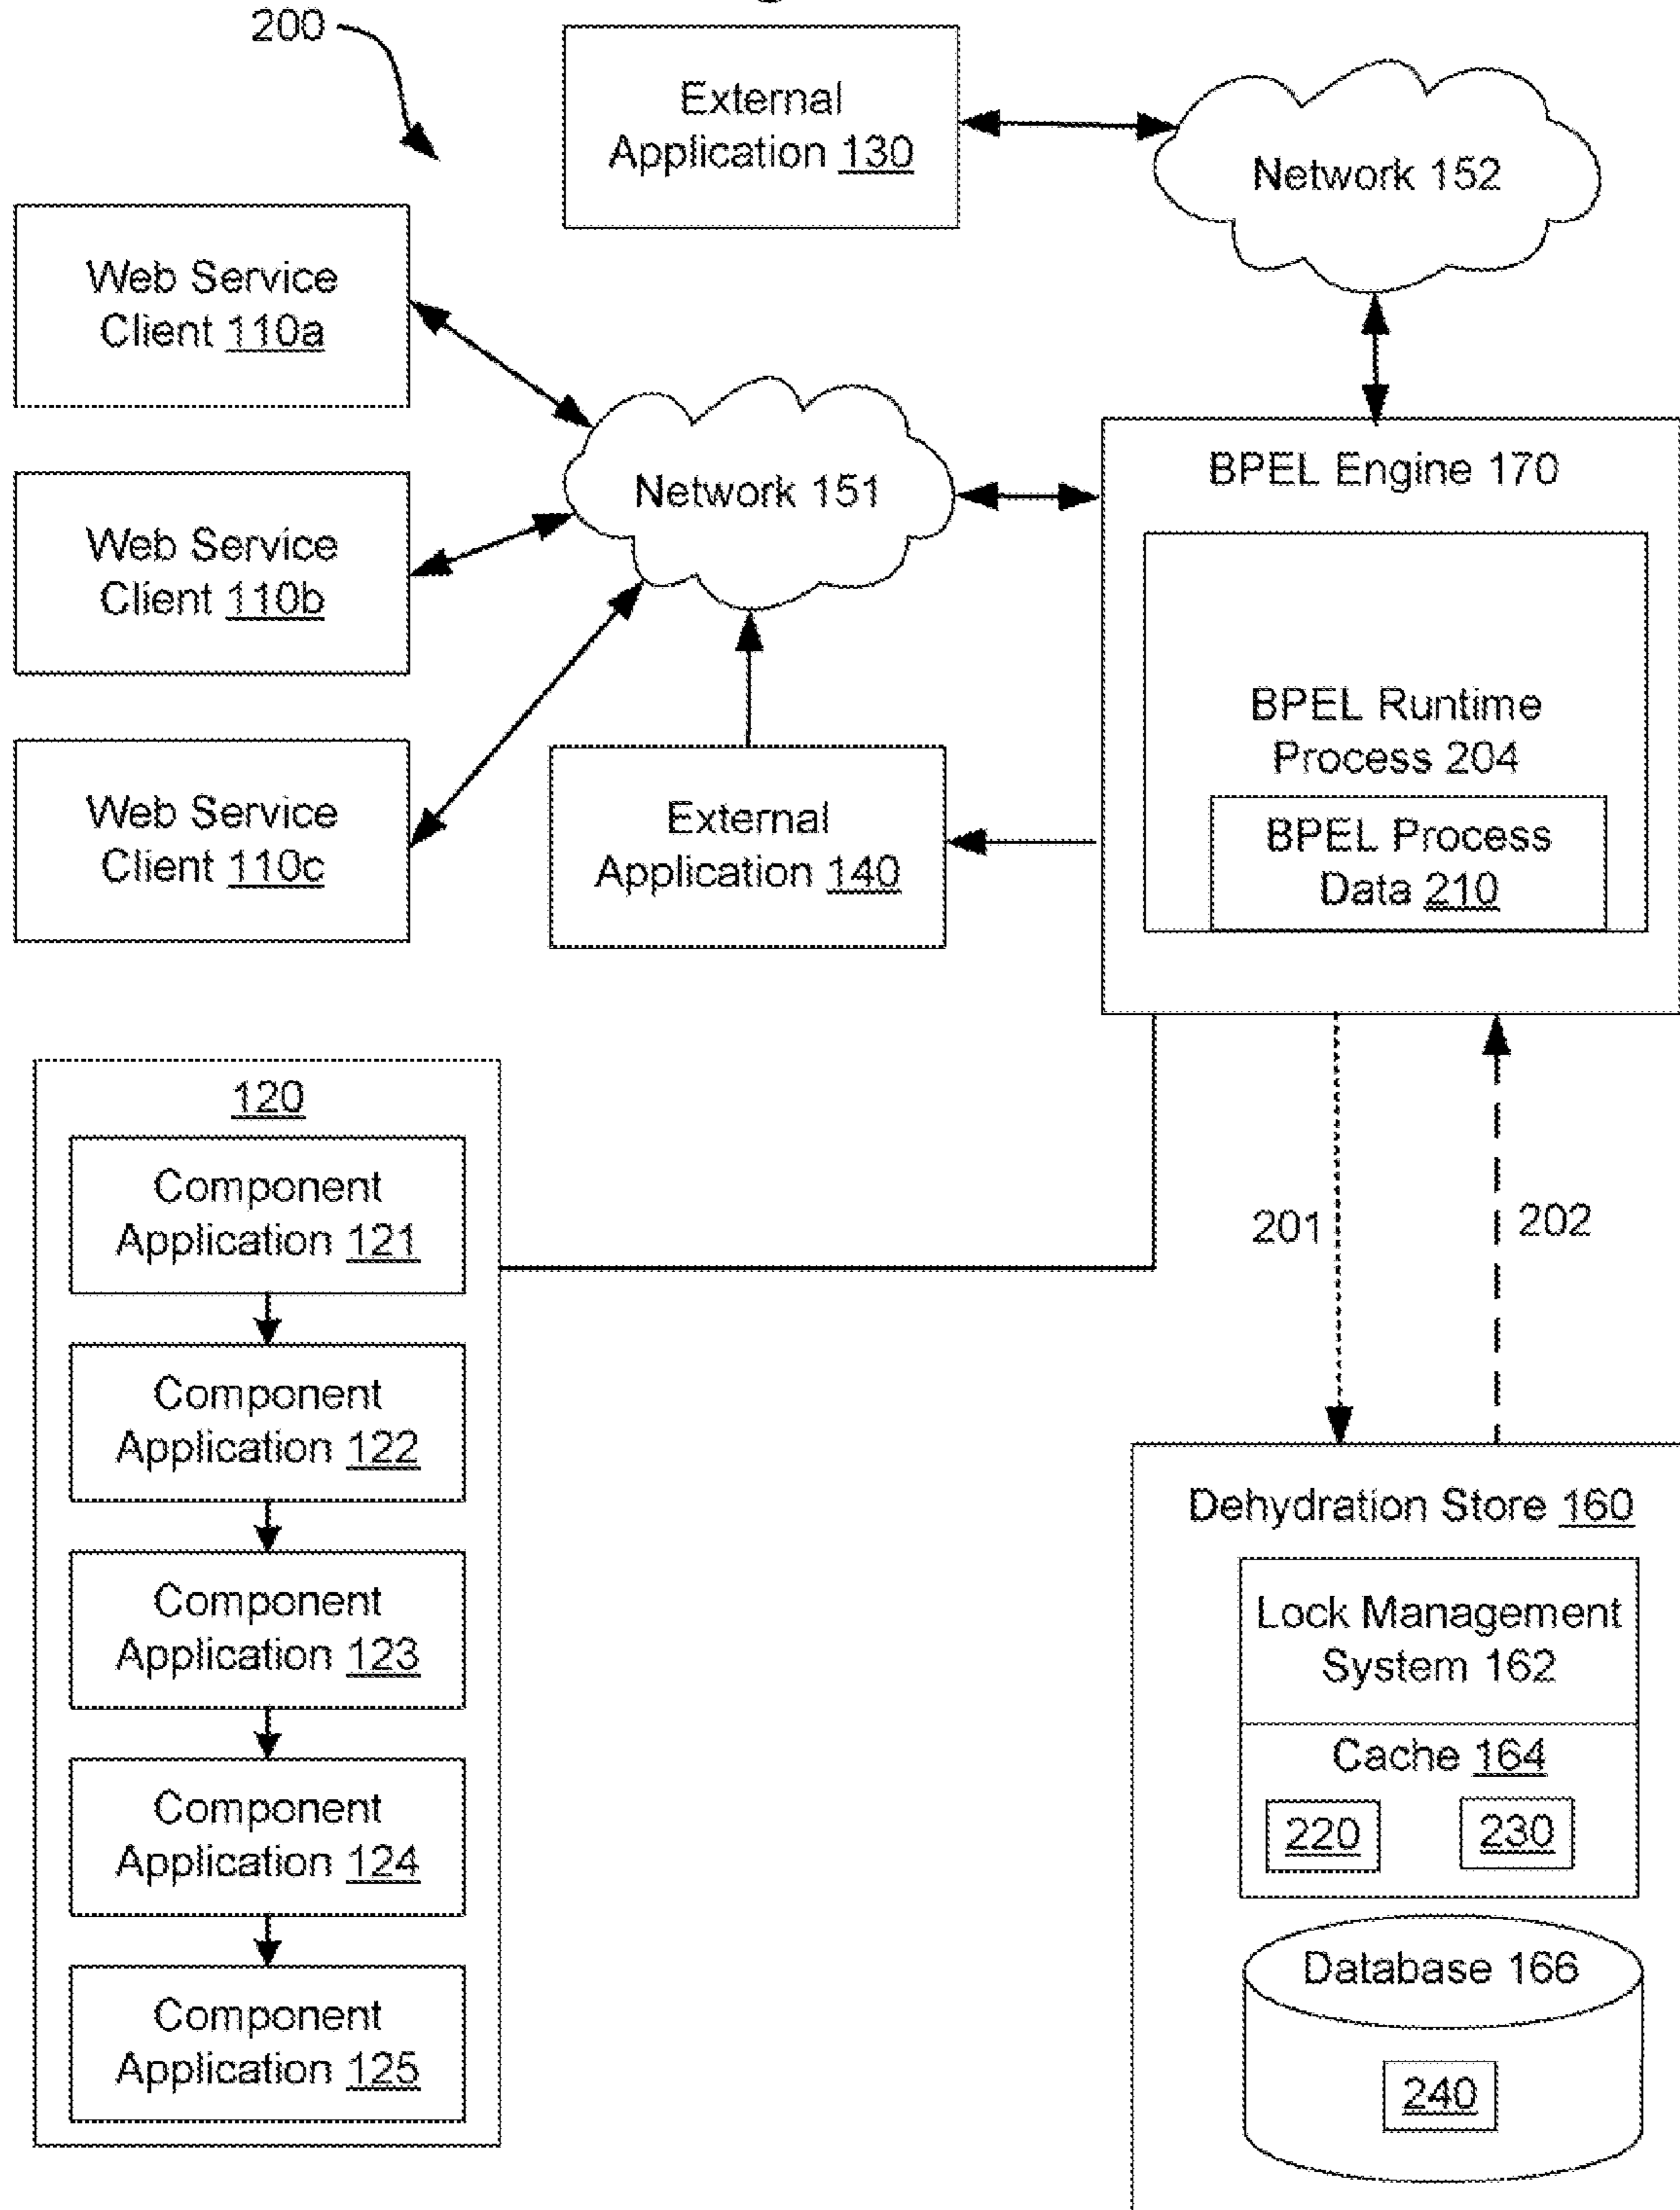 200
External
Application 130
Network 152
Web Service
Client 110a
Network 151
BPEL Engine 170
Web Service
Client 110b
BPEL Runtime
Process 204
BPEL Process
Data 210
Web Service
Client 110c
External
Application 140
120
Component
Application 121
201
202
Component
Application 122
Component
Application 123
Component
Application 124
Component
Application 125
Dehydration Store 160
Lock Management
System 162
Cache 164
220
230
Database 166
240